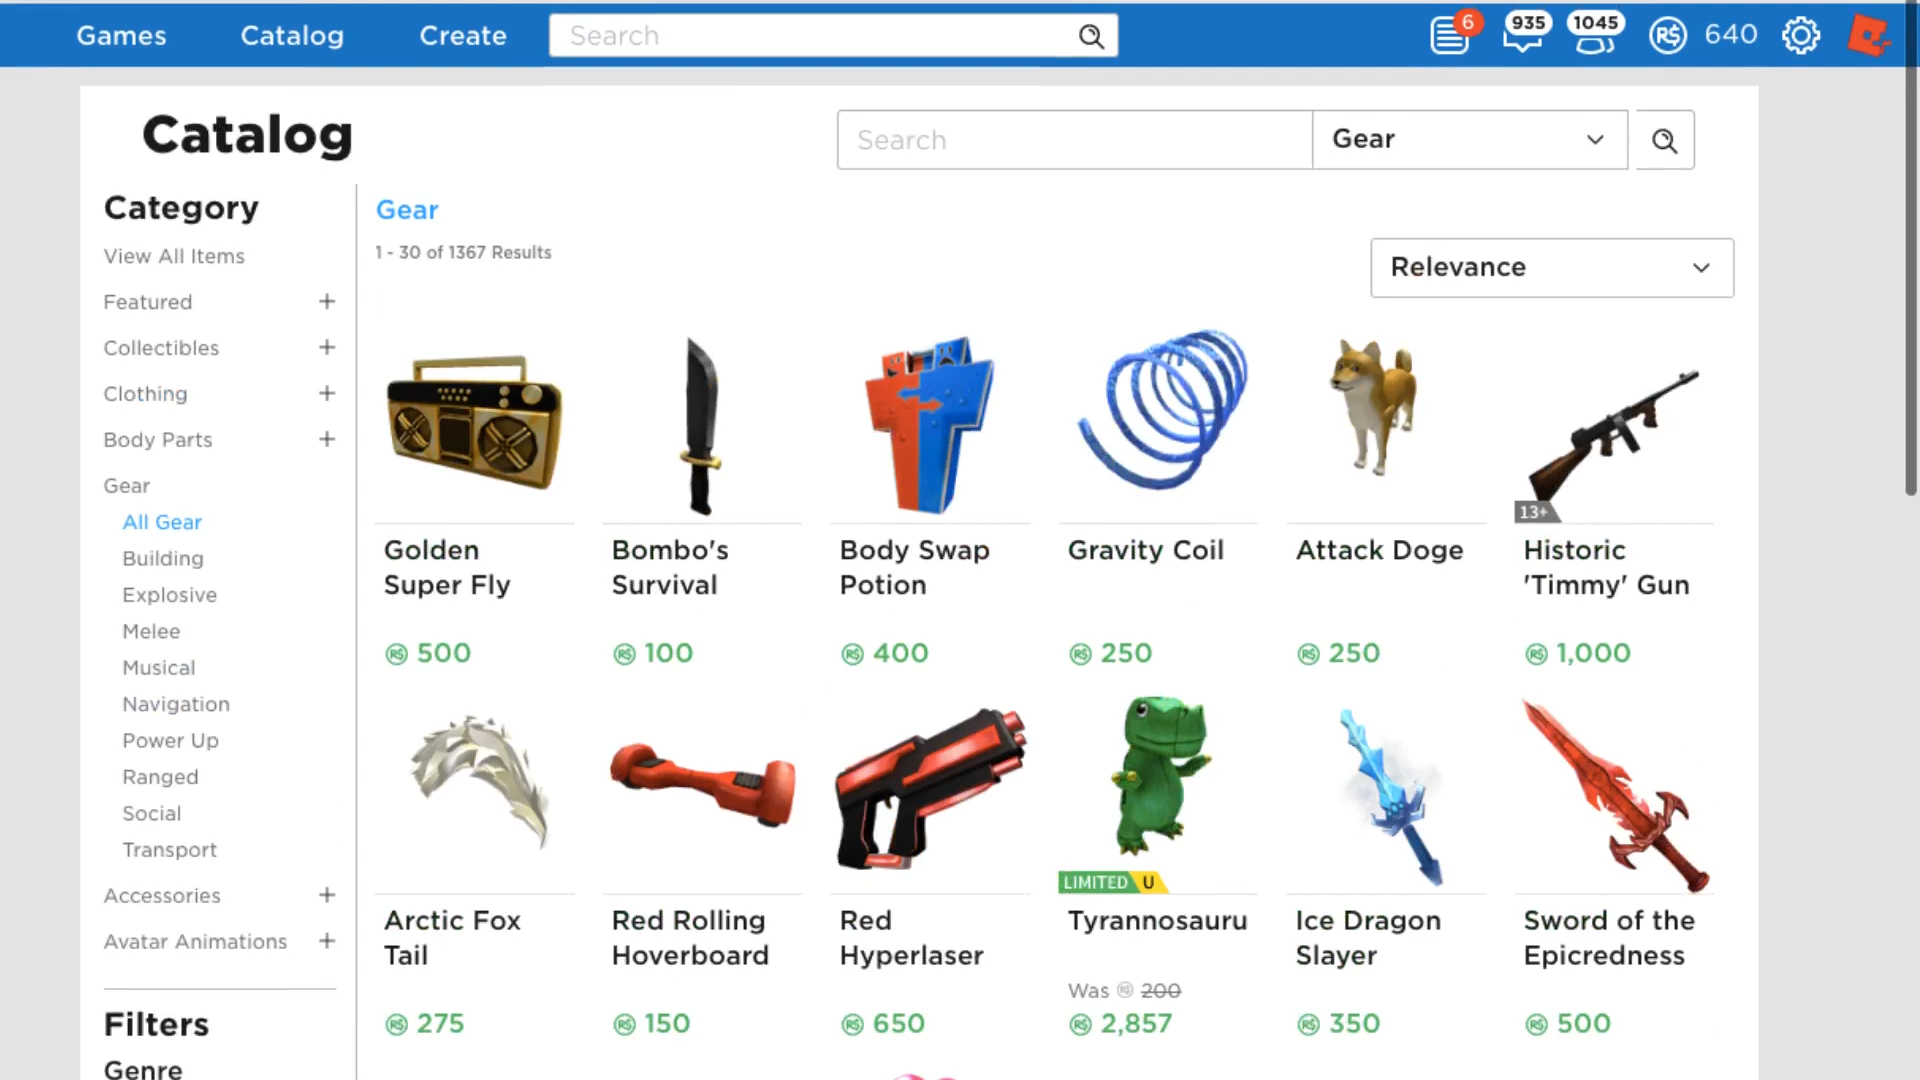 Games
Catalog
Create
Search
6
935
1045
R$ 640
Catalog
Search
Gear
Category
View All Items
Featured +
Collectibles +
Clothing +
Body Parts +
Gear
All Gear
Building
Explosive
Melee
Musical
Navigation
Power Up
Ranged
Social
Transport
Accessories +
Avatar Animations +
Filters
Genre
Gear
1 - 30 of 1367 Results
Relevance
13+
Golden
Super Fly
R$ 500
Bombo's
Survival
R$ 100
Body Swap
Potion
R$ 400
Gravity Coil
R$ 250
Attack Doge
R$ 250
Historic
'Timmy' Gun
R$ 1,000
Arctic Fox
Tail
R$ 275
Red Rolling
Hoverboard
R$ 150
Red
Hyperlaser
R$ 650
LIMITED U
Tyrannosauru
Was R$ 200
R$ 2,857
Ice Dragon
Slayer
R$ 350
Sword of the
Epicredness
R$ 500